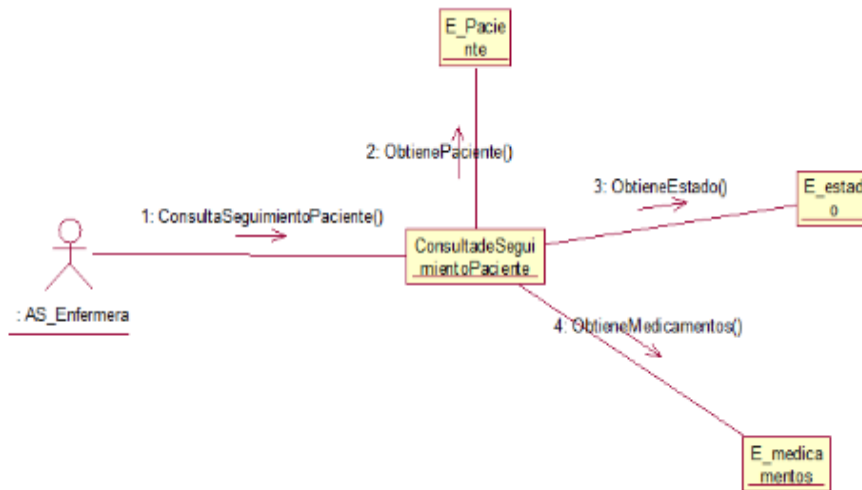 E_Pacie
nte
2: ObtienePaciente()
3: ObtieneEstado()
E_estad
o
1: ConsultaSeguimientoPaciente()
ConsultadeSegui
mientoPaciente
: AS_Enfermera
4: ObtieneMedicamentos()
E_medica
mentos